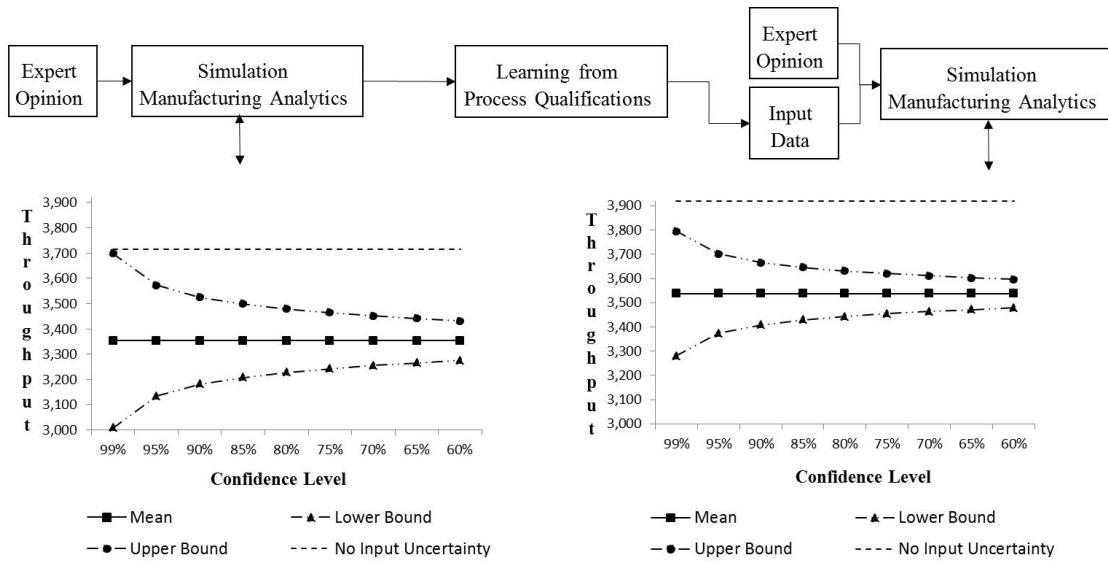 Expert
Opinion
Simulation
Manufacturing Analytics
Learning from
Process Qualifications
Expert
Opinion
Input
Data
Simulation
Manufacturing Analytics
Throughput
3,900
3,800
3,700
3,600
3,500
3,400
3,300
3,200
3,100
3,000
99% 95% 90% 85% 80% 75% 70% 65% 60%
Confidence Level
Mean Lower Bound
Upper Bound No Input Uncertainty
Throughput
3,900
3,800
3,700
3,600
3,500
3,400
3,300
3,200
3,100
3,000
99% 95% 90% 85% 80% 75% 70% 65% 60%
Confidence Level
Mean Lower Bound
Upper Bound No Input Uncertainty